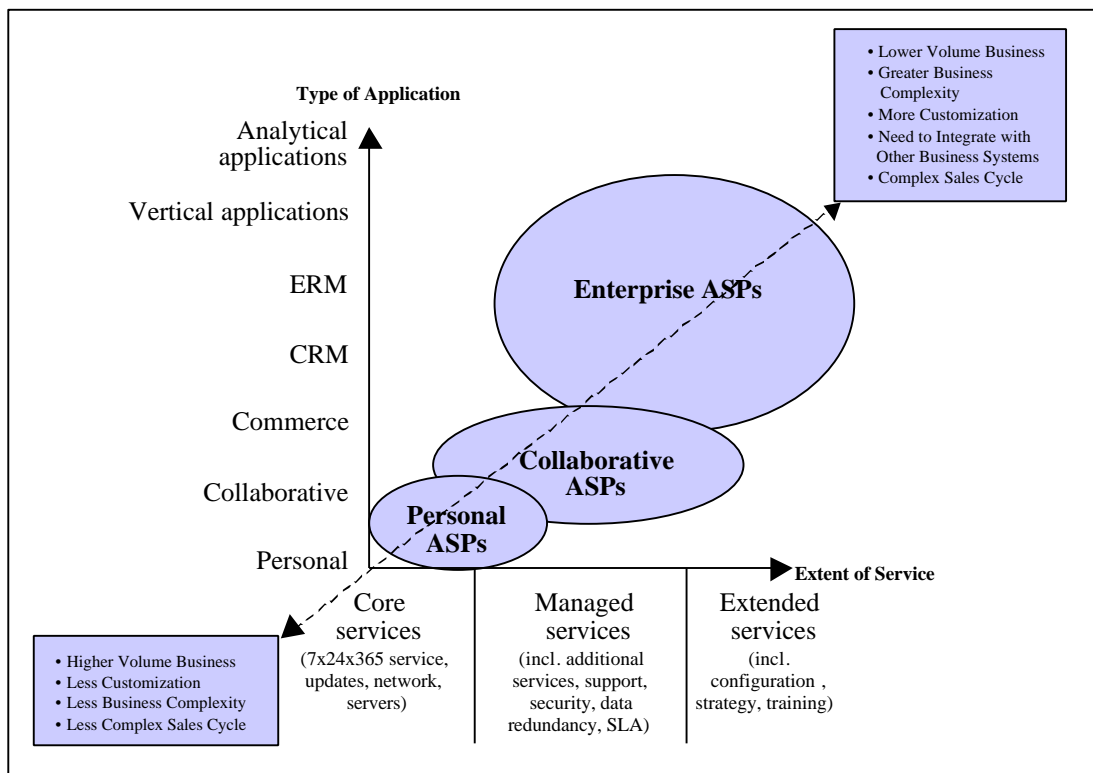 • Lower Volume Business
• Greater Business
Complexity
• More Customization
• Need to Integrate with
Other Business Systems
• Complex Sales Cycle
Type of Application
Analytical
applications
Vertical applications
ERM
CRM
Commerce
Collaborative
Personal
Enterprise ASPs
Collaborative
ASPs
Personal
ASPs
Extent of Service
Core
services
(7x24x365 service,
updates, network,
servers)
Managed
services
(incl. additional
services, support,
security, data
redundancy, SLA)
Extended
services
(incl.
configuration ,
strategy, training)
• Higher Volume Business
• Less Customization
• Less Business Complexity
• Less Complex Sales Cycle